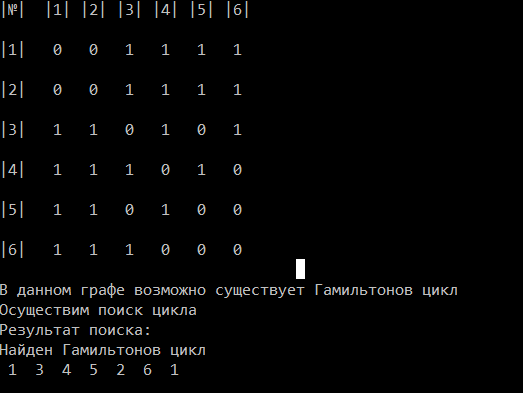 |№| |1| |2| |3| |4| |5| |6|
|1| 0 0 1 1 1 1
|2| 0 0 1 1 1 1
|3| 1 1 0 1 0 1
|4| 1 1 1 0 1 0
|5| 1 1 0 1 0 0
|6| 1 1 1 0 0 0
В данном графе возможно существует Гамильтонов цикл
Осуществим поиск цикла
Результат поиска:
Найден Гамильтонов цикл
1 3 4 5 2 6 1